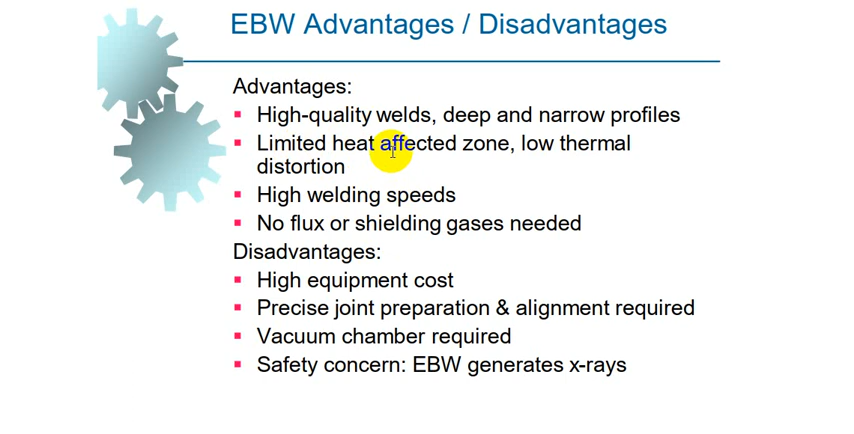 EBW Advantages / Disadvantages
Advantages:
High-quality welds, deep and narrow profiles
Limited heat affected zone, low thermal
distortion
High welding speeds
No flux or shielding gases needed
Disadvantages:
High equipment cost
Precise joint preparation & alignment required
Vacuum chamber required
Safety concern: EBW generates x-rays